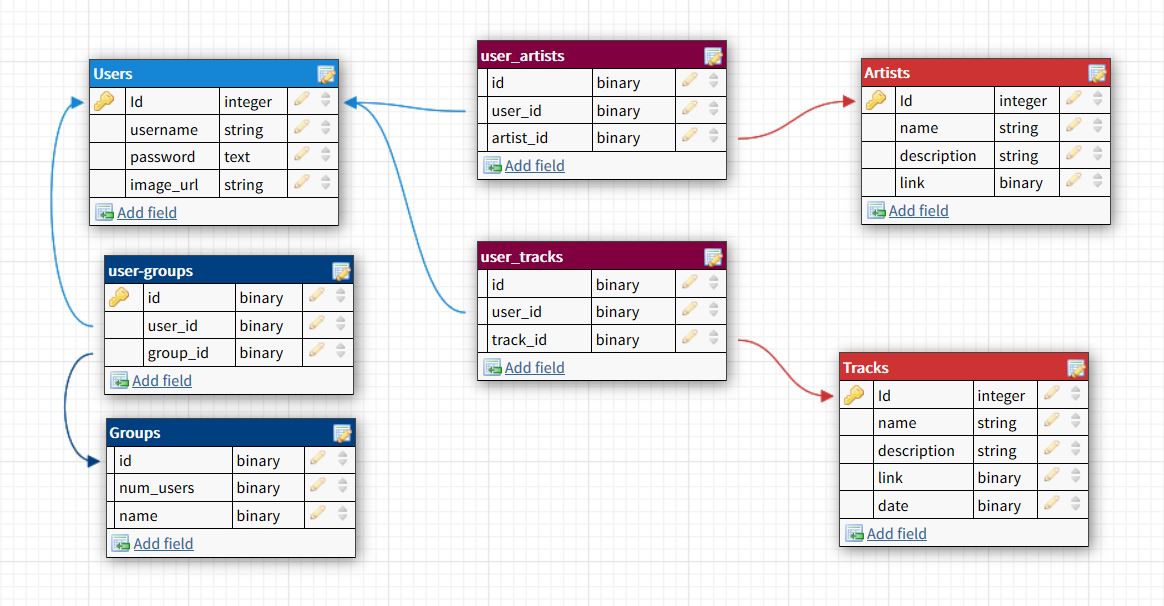 Users
Id integer
username string
password text
image_url string
Add field
user-groups
id binary
user_id binary
group_id binary
Add field
Groups
id binary
num_users binary
name binary
Add field
user_artists
id binary
user_id binary
artist_id binary
Add field
user_tracks
id binary
user_id binary
track_id binary
Add field
Artists
Id integer
name string
description string
link binary
Add field
Tracks
Id integer
name string
description string
link binary
date binary
Add field